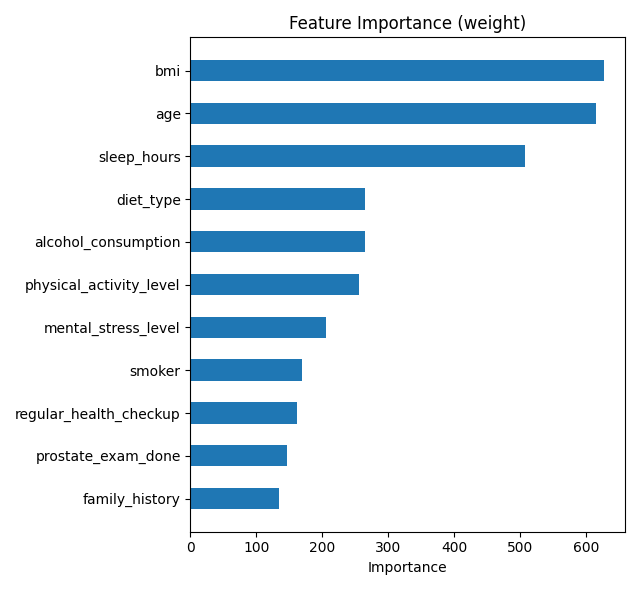 Feature Importance (weight)
bmi
age
sleep_hours
diet_type
alcohol_consumption
physical_activity_level
mental_stress_level
smoker
regular_health_checkup
prostate_exam_done
family_history
0 100 200 300 400 500 600
Importance